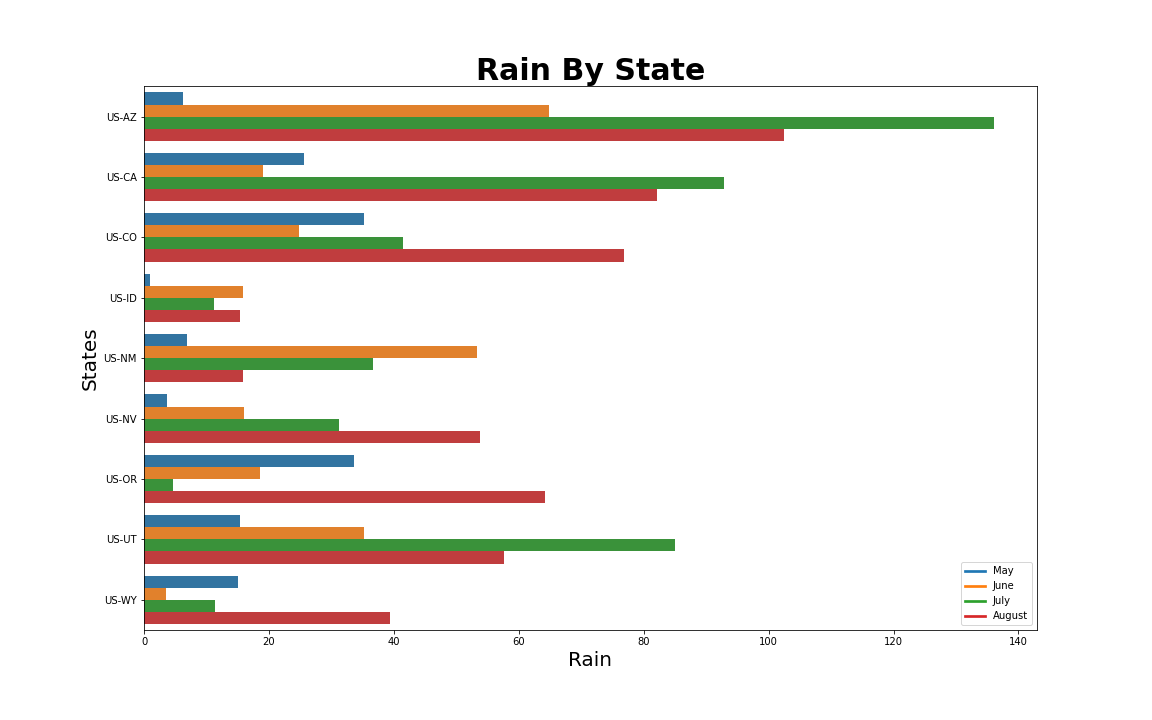 Rain By State
US-AZ
US-CA
US-CO
US-ID
US-NM
US-NV
US-OR
US-UT
US-WY
States
0 20 40 60 80 100 120 140
Rain
May
June
July
August